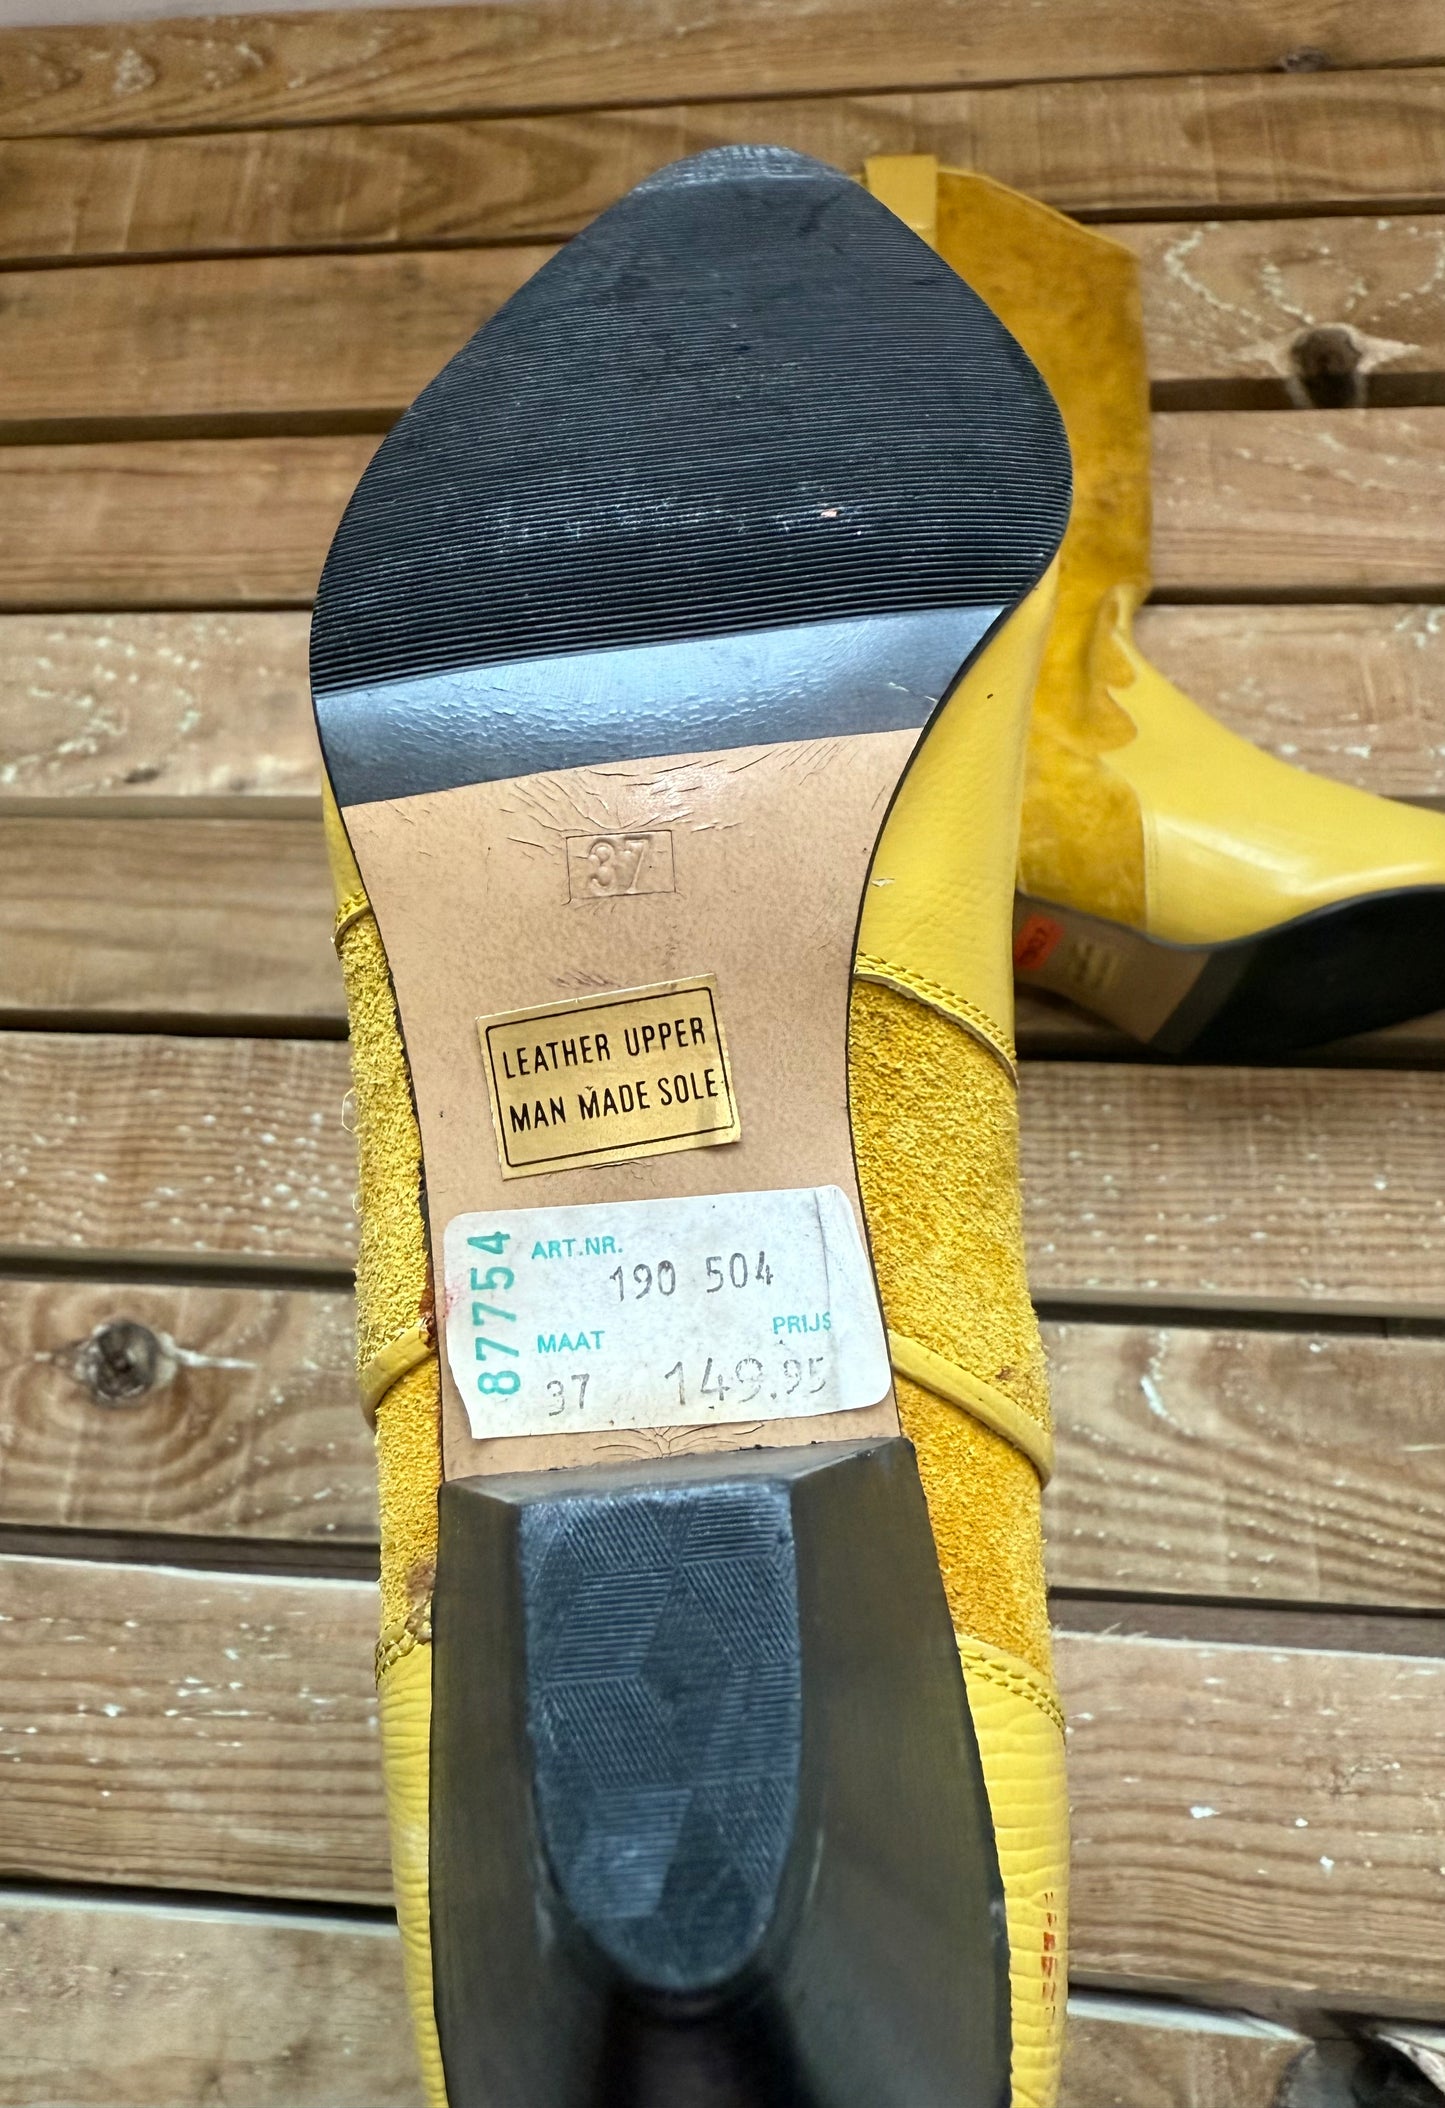 37
LEATHER UPPER
MAN MADE SOLE
87754
ART.NR.
190 504
MAAT
PRIJS
37
149.95